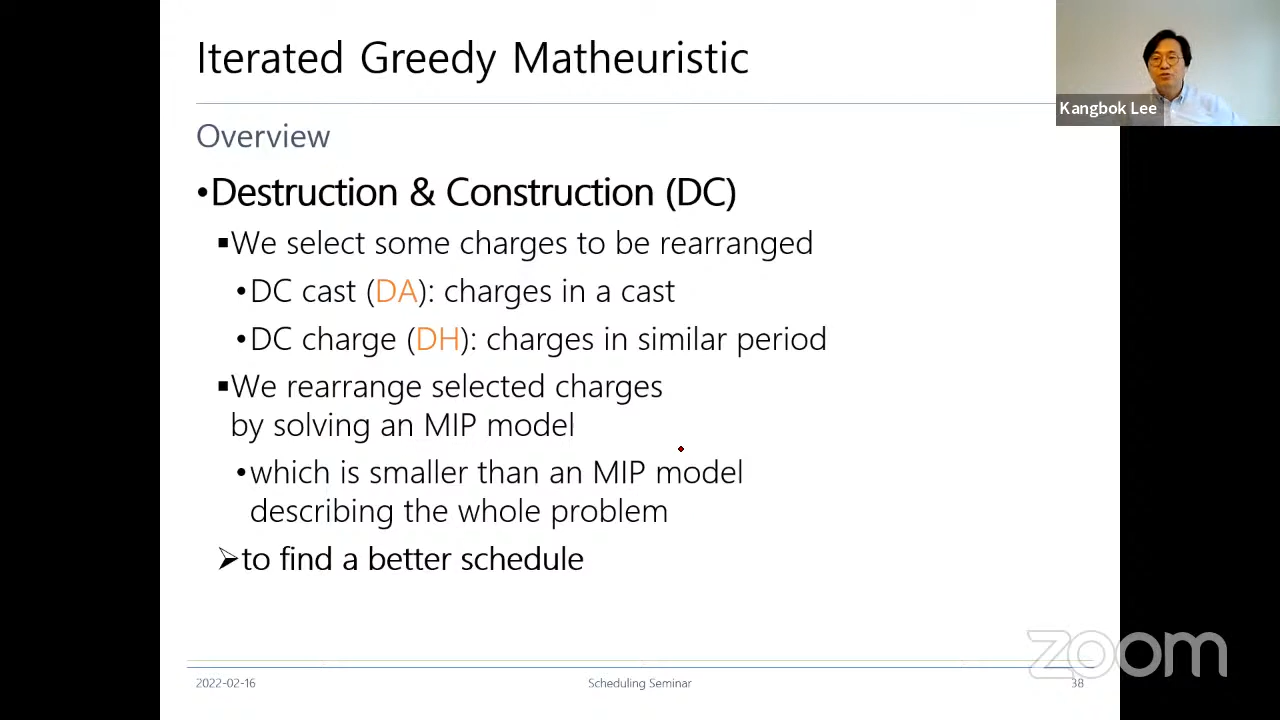 Iterated Greedy Matheuristic
Kangbok Lee
Overview
•Destruction & Construction (DC)
▪We select some charges to be rearranged
•DC cast (DA): charges in a cast
•DC charge (DH): charges in similar period
▪We rearrange selected charges
by solving an MIP model
•which is smaller than an MIP model
describing the whole problem
➢to find a better schedule
zoom
2022-02-16
Scheduling Seminar
38